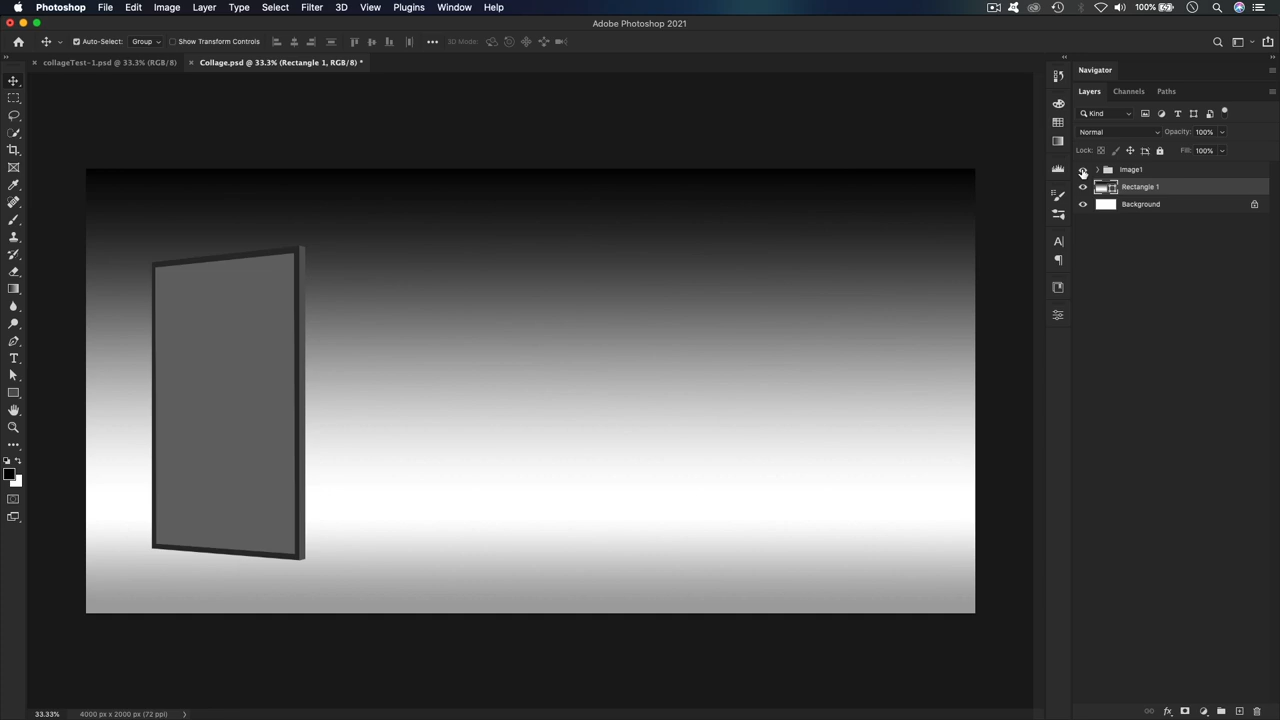 Photoshop File Edit Image Layer Type Select Filter 3D View Plugins Window Help 100%
Adobe Photoshop 2021
Auto-Select: Group Show Transform Controls 3D Mode:
collageTest-1.psd @ 33.3% (RGB/8) Collage.psd @ 33.3% (Rectangle 1, RGB/8) *
Navigator
Layers Channels Paths
Kind
Normal Opacity: 100%
Lock: Fill: 100%
Image1
Rectangle 1
Background
33.33% 4000 px x 2000 px (72 ppi)